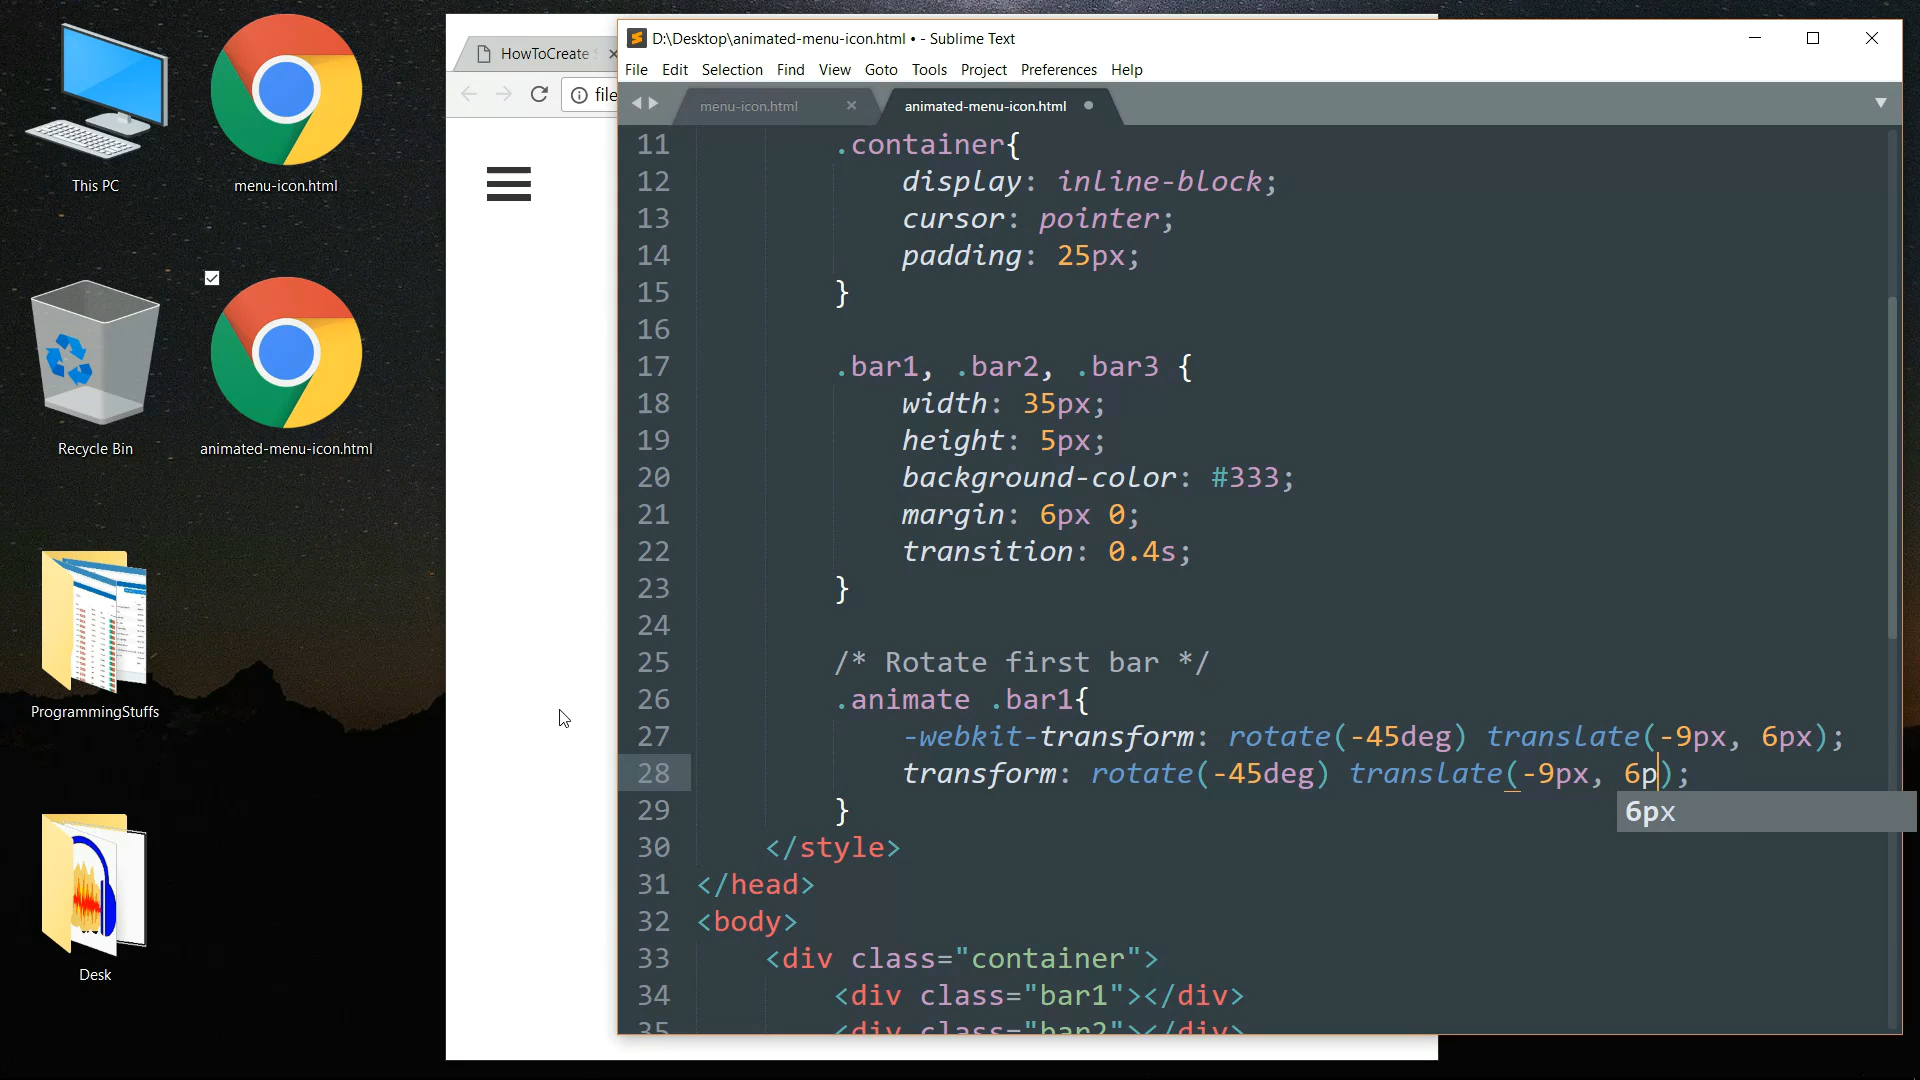 This PC
menu-icon.html
Recycle Bin
animated-menu-icon.html
ProgrammingStuffs
Desk
HowToCreate
file
D:\Desktop\animated-menu-icon.html • - Sublime Text
File Edit Selection Find View Goto Tools Project Preferences Help
menu-icon.html
animated-menu-icon.html
11 .container{
12 display: inline-block;
13 cursor: pointer;
14 padding: 25px;
15 }
16
17 .bar1, .bar2, .bar3 {
18 width: 35px;
19 height: 5px;
20 background-color: #333;
21 margin: 6px 0;
22 transition: 0.4s;
23 }
24
25 /* Rotate first bar */
26 .animate .bar1{
27 -webkit-transform: rotate(-45deg) translate(-9px, 6px);
28 transform: rotate(-45deg) translate(-9px, 6p);
6px
29 }
30 </style>
31 </head>
32 <body>
33 <div class="container">
34 <div class="bar1"></div>
35 <div class="bar2"></div>